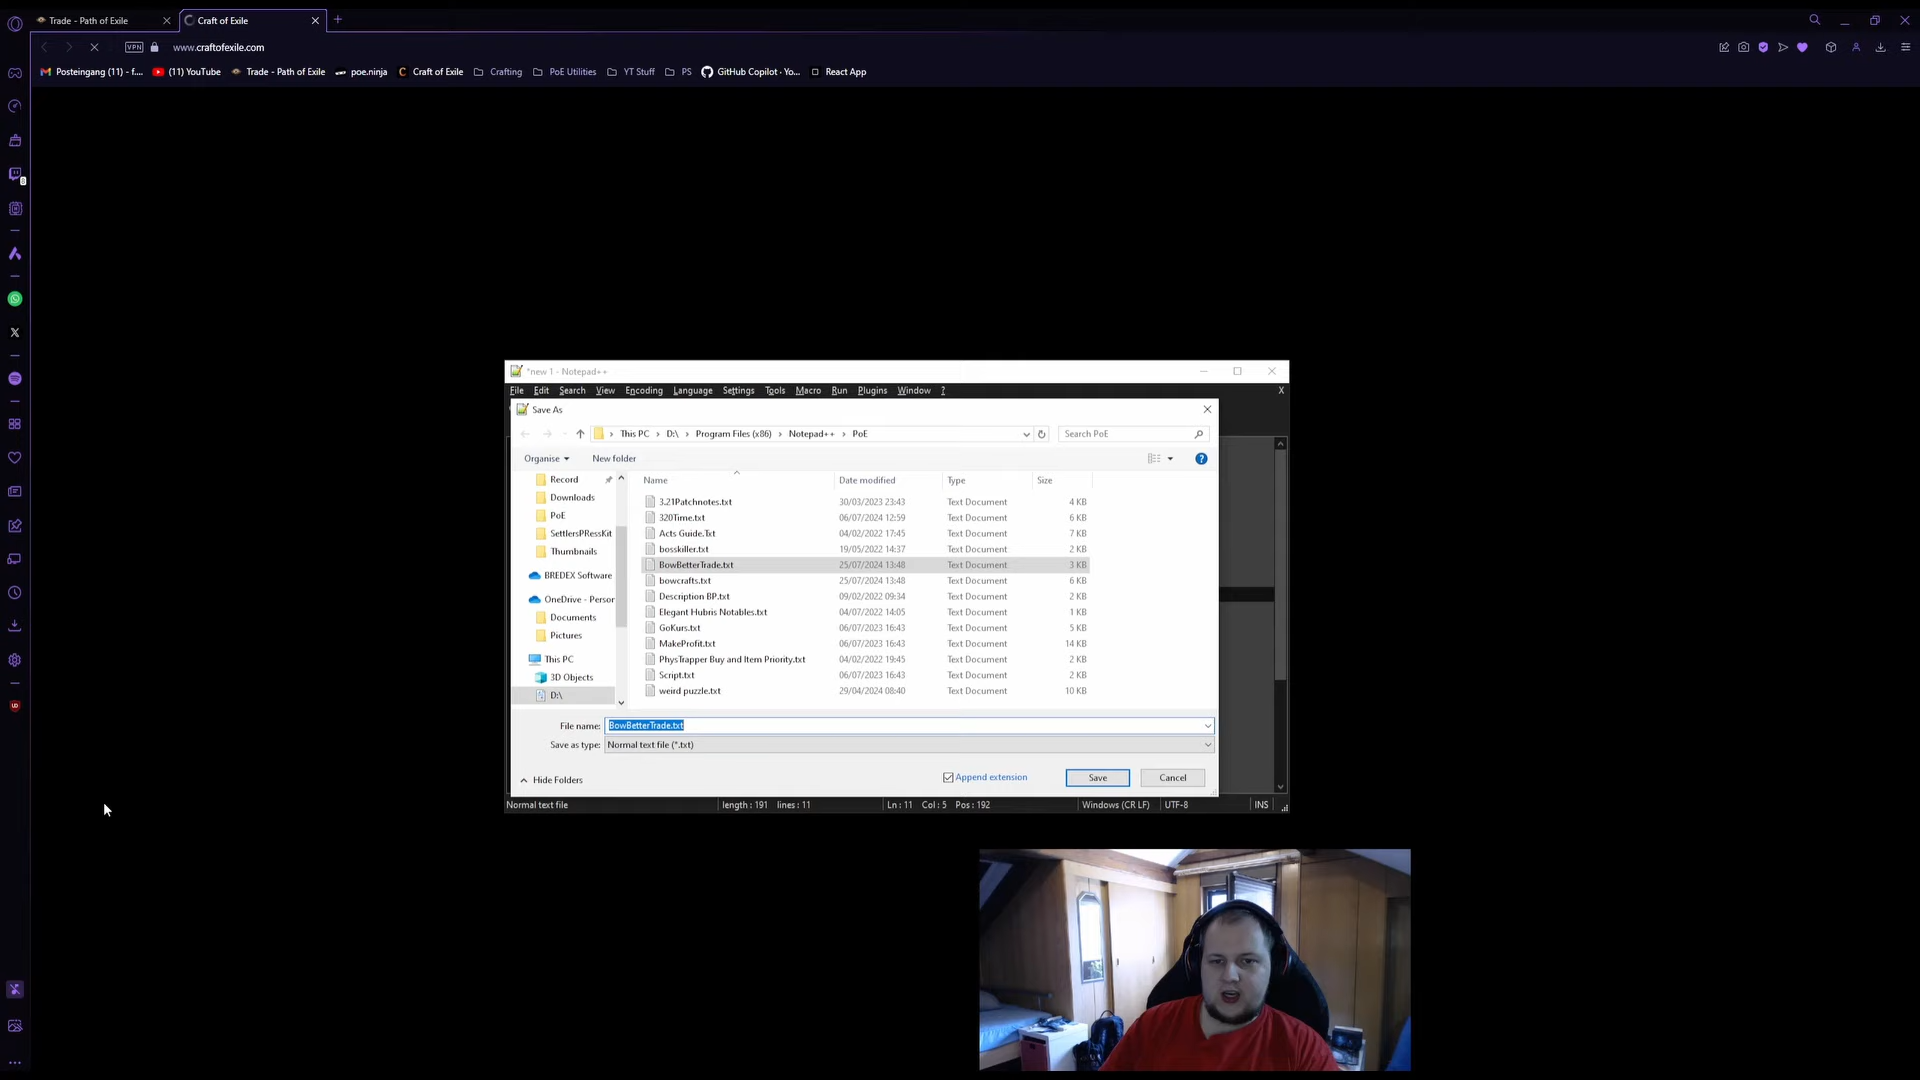 Trade - Path of Exile
Craft of Exile
VPN
www.craftofexile.com
Posteingang (11) - f....
(11) YouTube
Trade - Path of Exile
poe.ninja
Craft of Exile
Crafting
PoE Utilities
YT Stuff
PS
GitHub Copilot · Yo...
React App
*new 1 - Notepad++
File Edit Search View Encoding Language Settings Tools Macro Run Plugins Window ? X
Save As
This PC > D:\ > Program Files (x86) > Notepad++ > PoE
Search PoE
Organise
New folder
Name Date modified Type Size
Record
Downloads
PoE
SettlersPRessKit
Thumbnails
BREDEX Software
OneDrive - Person
Documents
Pictures
This PC
3D Objects
D:\
3.21Patchnotes.txt 30/03/2023 23:43 Text Document 4 KB
320Time.txt 06/07/2024 12:59 Text Document 6 KB
Acts Guide.Txt 04/02/2022 17:45 Text Document 7 KB
bosskiller.txt 19/05/2022 14:37 Text Document 2 KB
BowBetterTrade.txt 25/07/2024 13:48 Text Document 3 KB
bowcrafts.txt 25/07/2024 13:48 Text Document 6 KB
Description BP.txt 09/02/2022 09:34 Text Document 2 KB
Elegant Hubris Notables.txt 04/07/2022 14:05 Text Document 1 KB
GoKurs.txt 06/07/2023 16:43 Text Document 5 KB
MakeProfit.txt 06/07/2023 16:43 Text Document 14 KB
PhysTrapper Buy and Item Priority.txt 04/02/2022 19:45 Text Document 2 KB
Script.txt 06/07/2023 16:43 Text Document 2 KB
weird puzzle.txt 29/04/2024 08:40 Text Document 10 KB
File name: BowBetterTrade.txt
Save as type: Normal text file (*.txt)
Hide Folders
Append extension
Save
Cancel
Normal text file length : 191 lines : 11 Ln : 11 Col : 5 Pos : 192 Windows (CR LF) UTF-8 INS